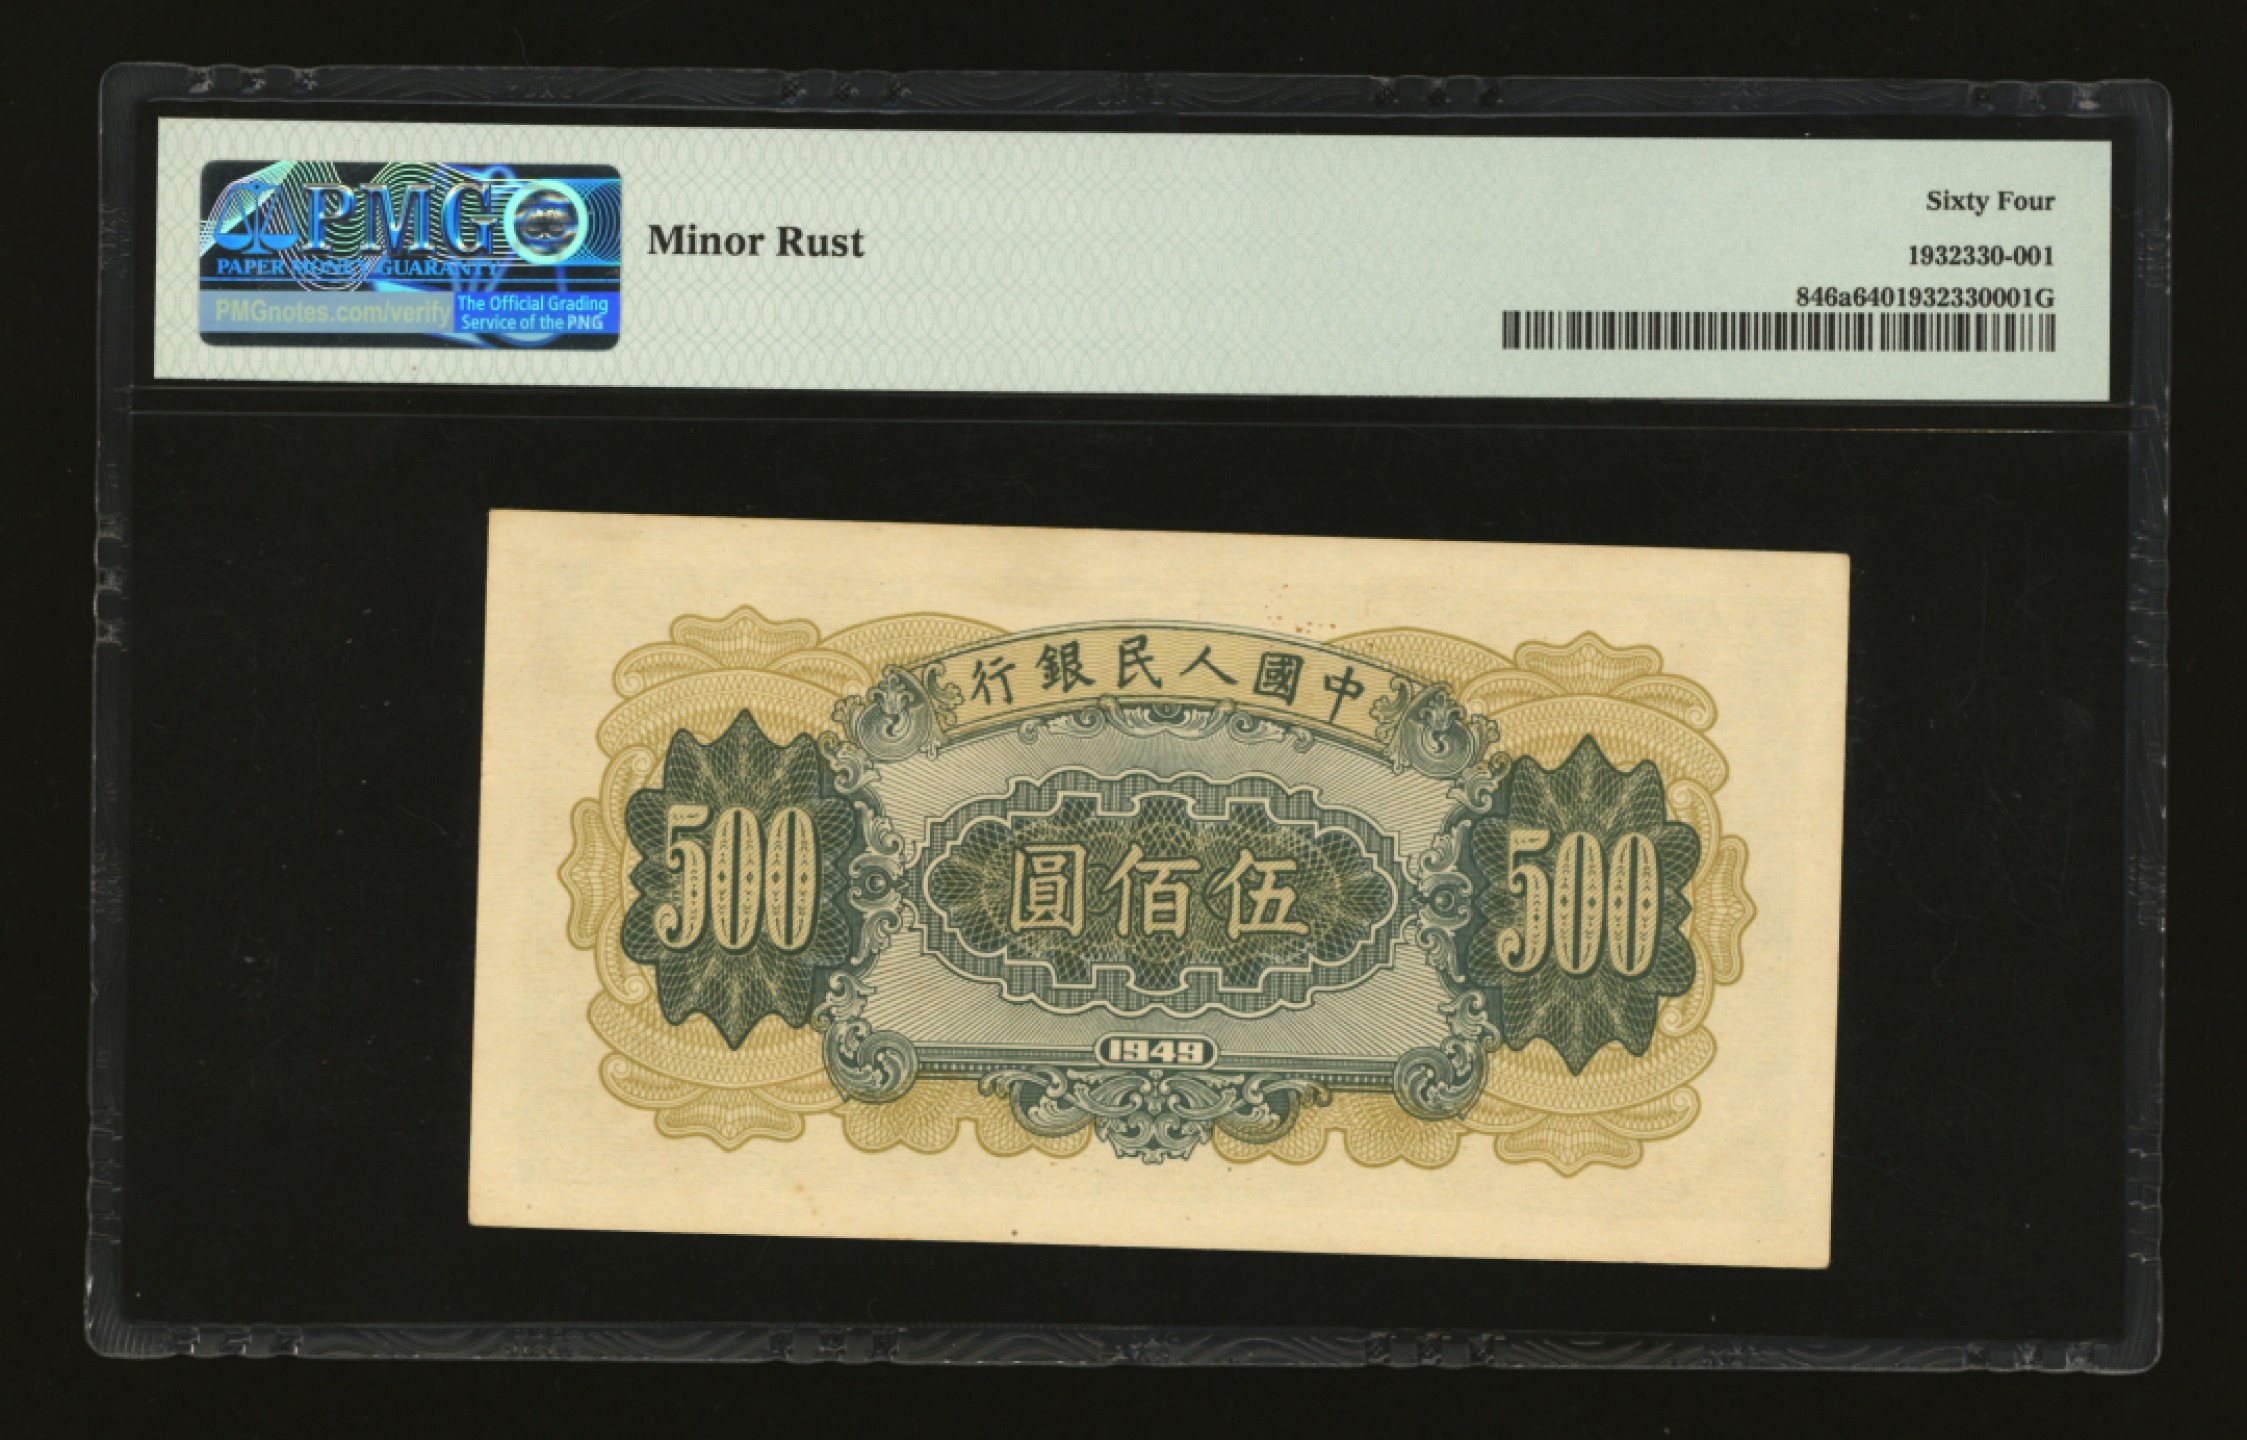 PMG
PAPER MONEY GUARANTY
PMGnotes.com/verify
The Official Grading
Service of the PNG
Minor Rust
Sixty Four
1932330-001
846a6401932330001G
行銀民人國中
500
圓佰伍
500
1949